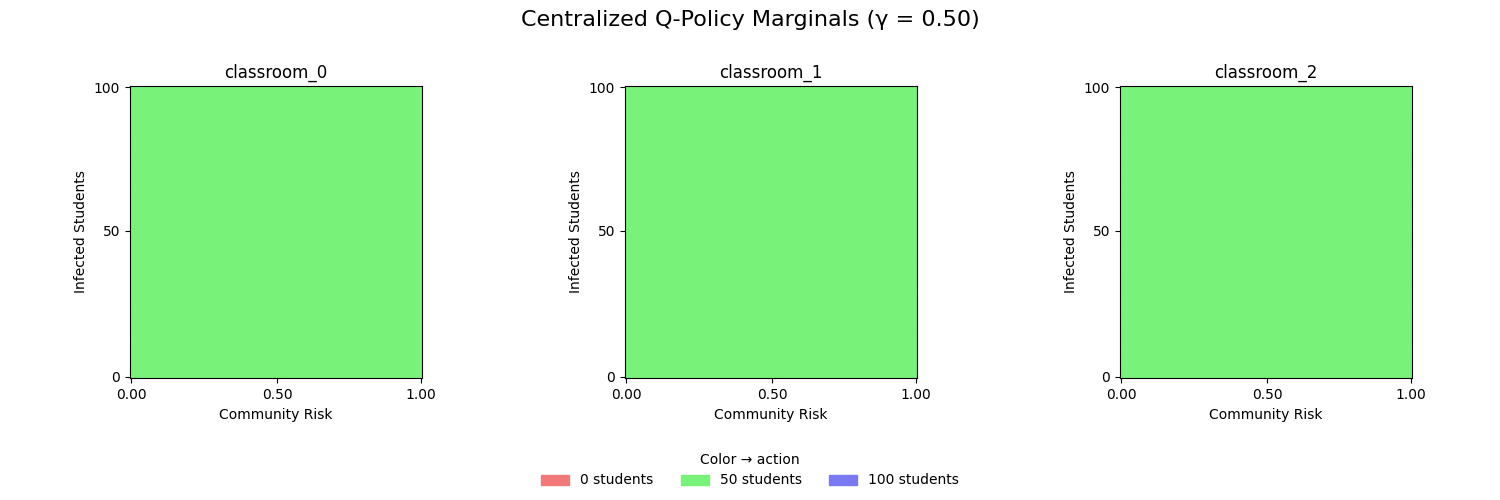 Centralized Q-Policy Marginals (γ = 0.50)
classroom_0
classroom_1
classroom_2
100
50
0
0.00 0.50 1.00
Infected Students
Community Risk
100
50
0
0.00 0.50 1.00
Infected Students
Community Risk
100
50
0
0.00 0.50 1.00
Infected Students
Community Risk
Color → action
0 students 50 students 100 students